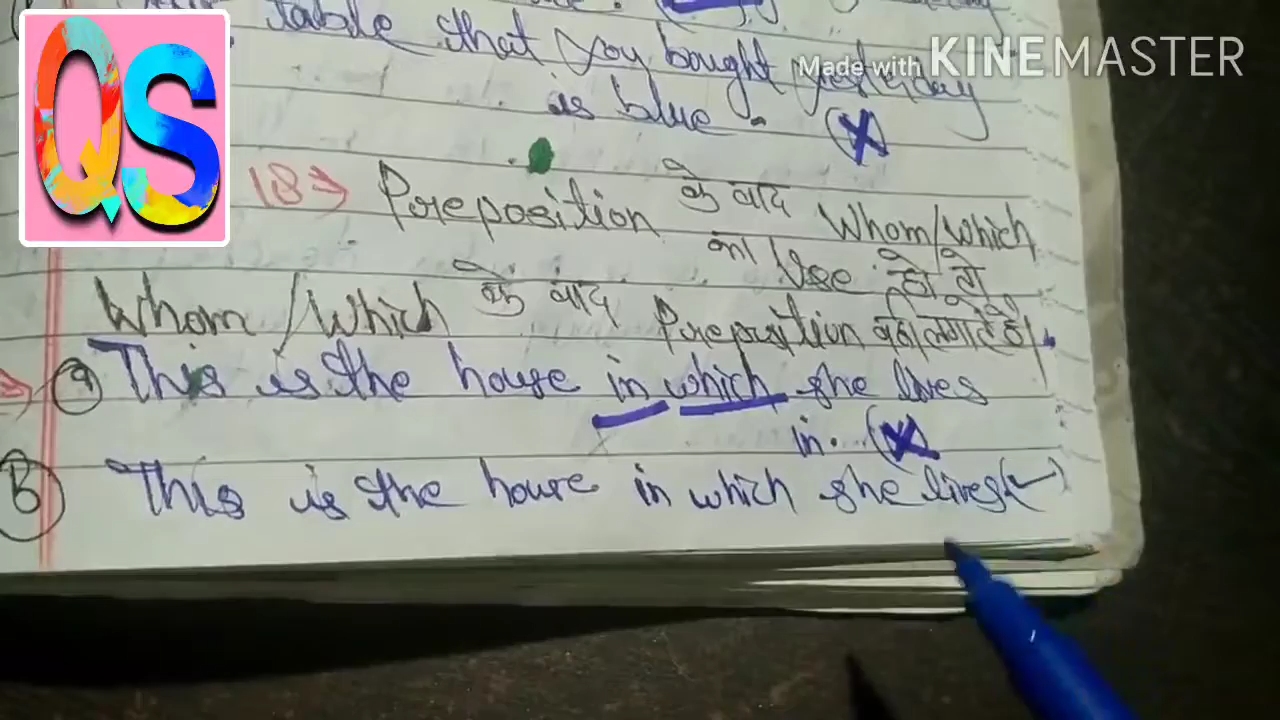 QS
Made with KINEMASTER
table that you bought yesterday
is blue. (X)
18→ Preposition के बाद Whom/Which
का Use हो तो
Whom/Which के बाद Preposition नही लगाते है।
(a) This is the house in which she lives
in. (X)
(B) This is the house in which she lives (✓)